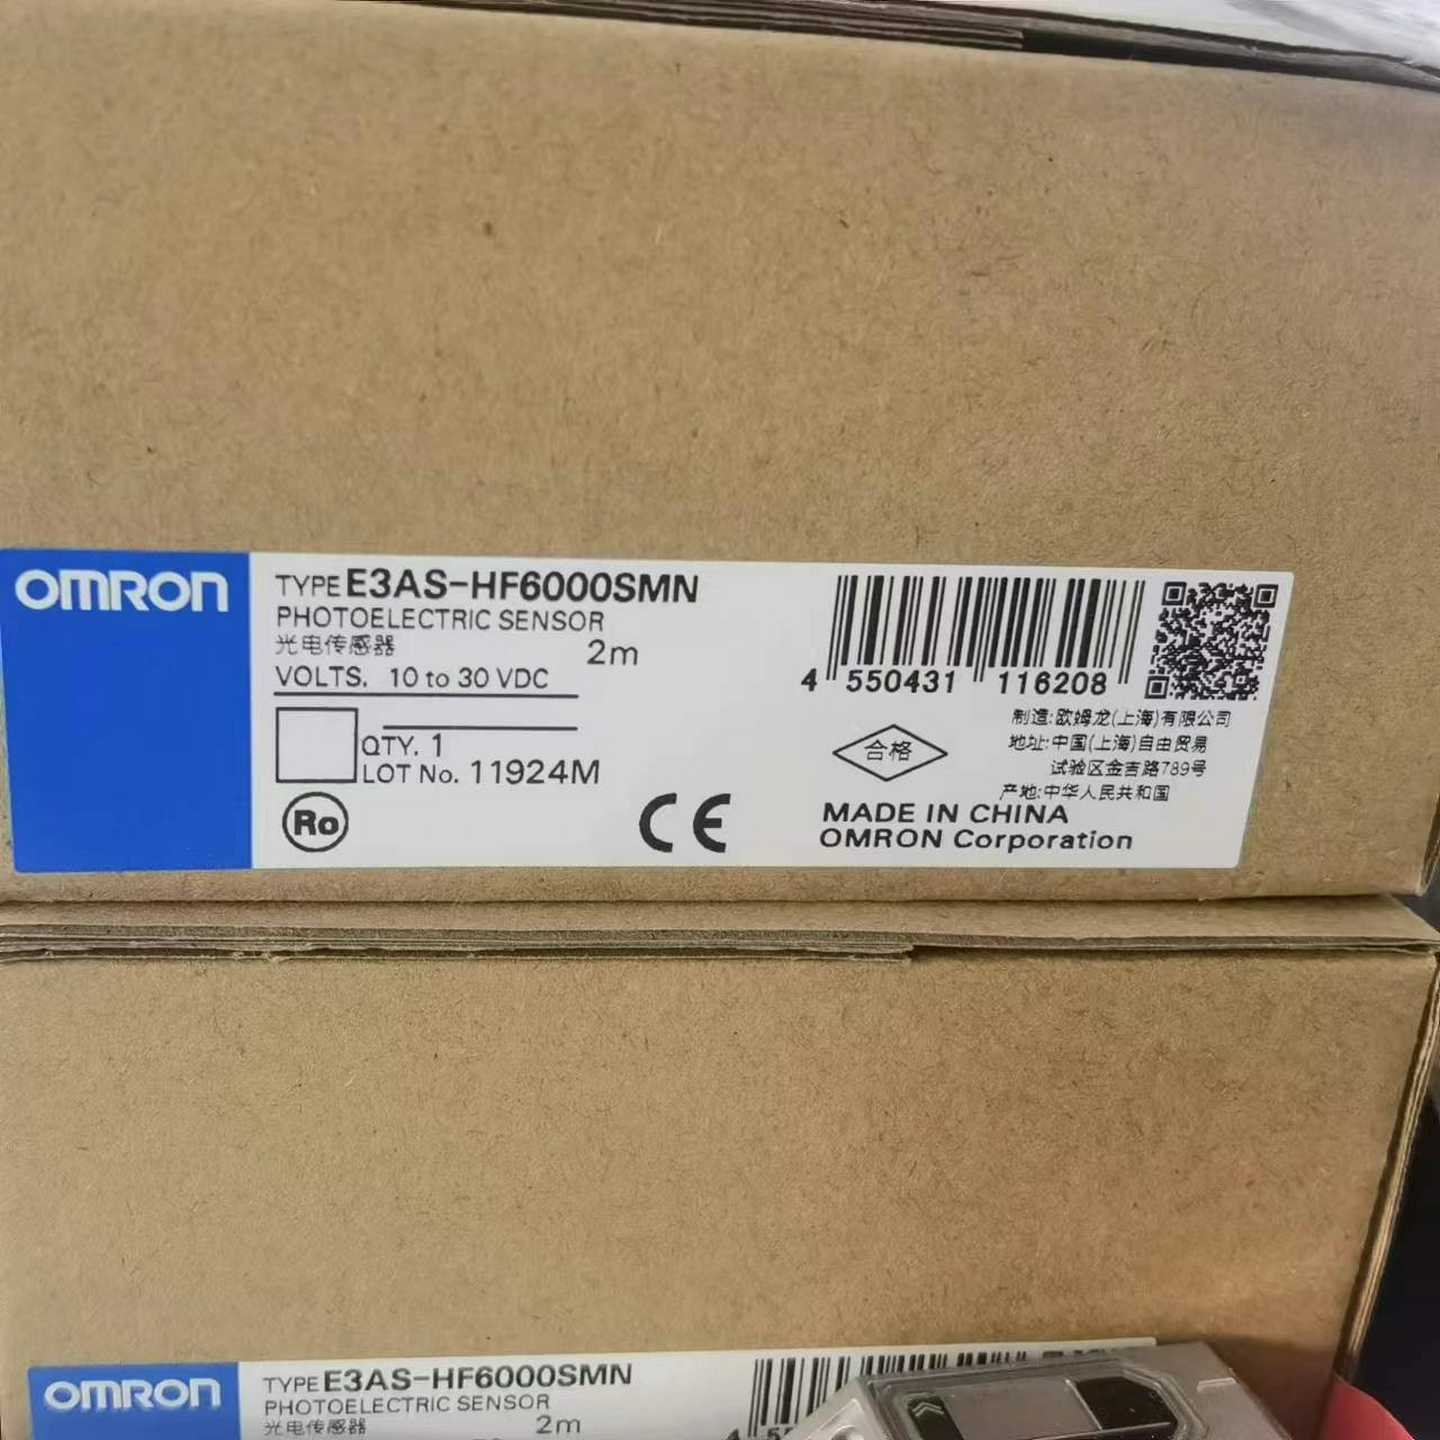 OMRON
TYPE E3AS-HF6000SMN
PHOTOELECTRIC SENSOR
光电传感器
2m
VOLTS. 10 to 30 VDC
QTY. 1
LOT No. 11924M
Ro
CE
4 550431 116208
合格
制造:欧姆龙(上海)有限公司
地址:中国(上海)自由贸易
试验区金吉路789号
产地:中华人民共和国
MADE IN CHINA
OMRON Corporation
OMRON
TYPE E3AS-HF6000SMN
PHOTOELECTRIC SENSOR
光电传感器
2m